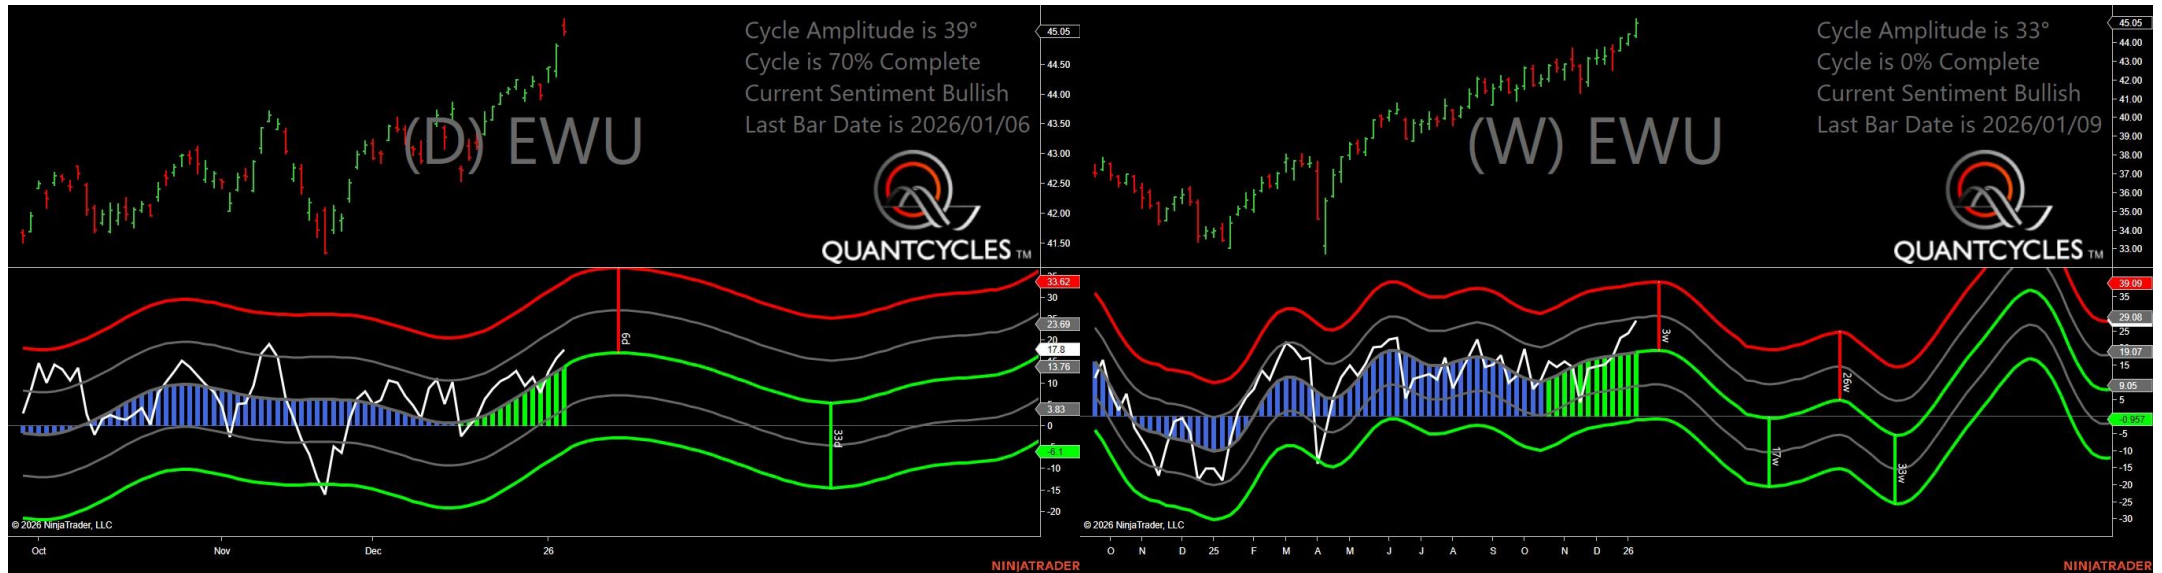 Cycle Amplitude is 39°
Cycle is 70% Complete
Current Sentiment Bullish
Last Bar Date is 2026/01/06
(D) EWU
QUANTCYCLES TM
45.05
44.50
44.00
43.50
43.00
42.50
42.00
41.50
33.62
30
23.69
20
17.8
13.76
10
3.83
0
-6.1
-10
-15
-20
6d
33d
© 2026 NinjaTrader, LLC
Oct
Nov
Dec
26
NINJATRADER
Cycle Amplitude is 33°
Cycle is 0% Complete
Current Sentiment Bullish
Last Bar Date is 2026/01/09
(W) EWU
QUANTCYCLES TM
45.05
44.00
43.00
42.00
41.00
40.00
39.00
38.00
37.00
36.00
35.00
34.00
33.00
39.09
35
29.08
25
19.07
15
9.05
5
-0.957
-5
-10
-15
-20
-25
-30
3w
26w
17w
33w
© 2026 NinjaTrader, LLC
O N D 25 F M A M J J A S O N D 26
NINJATRADER